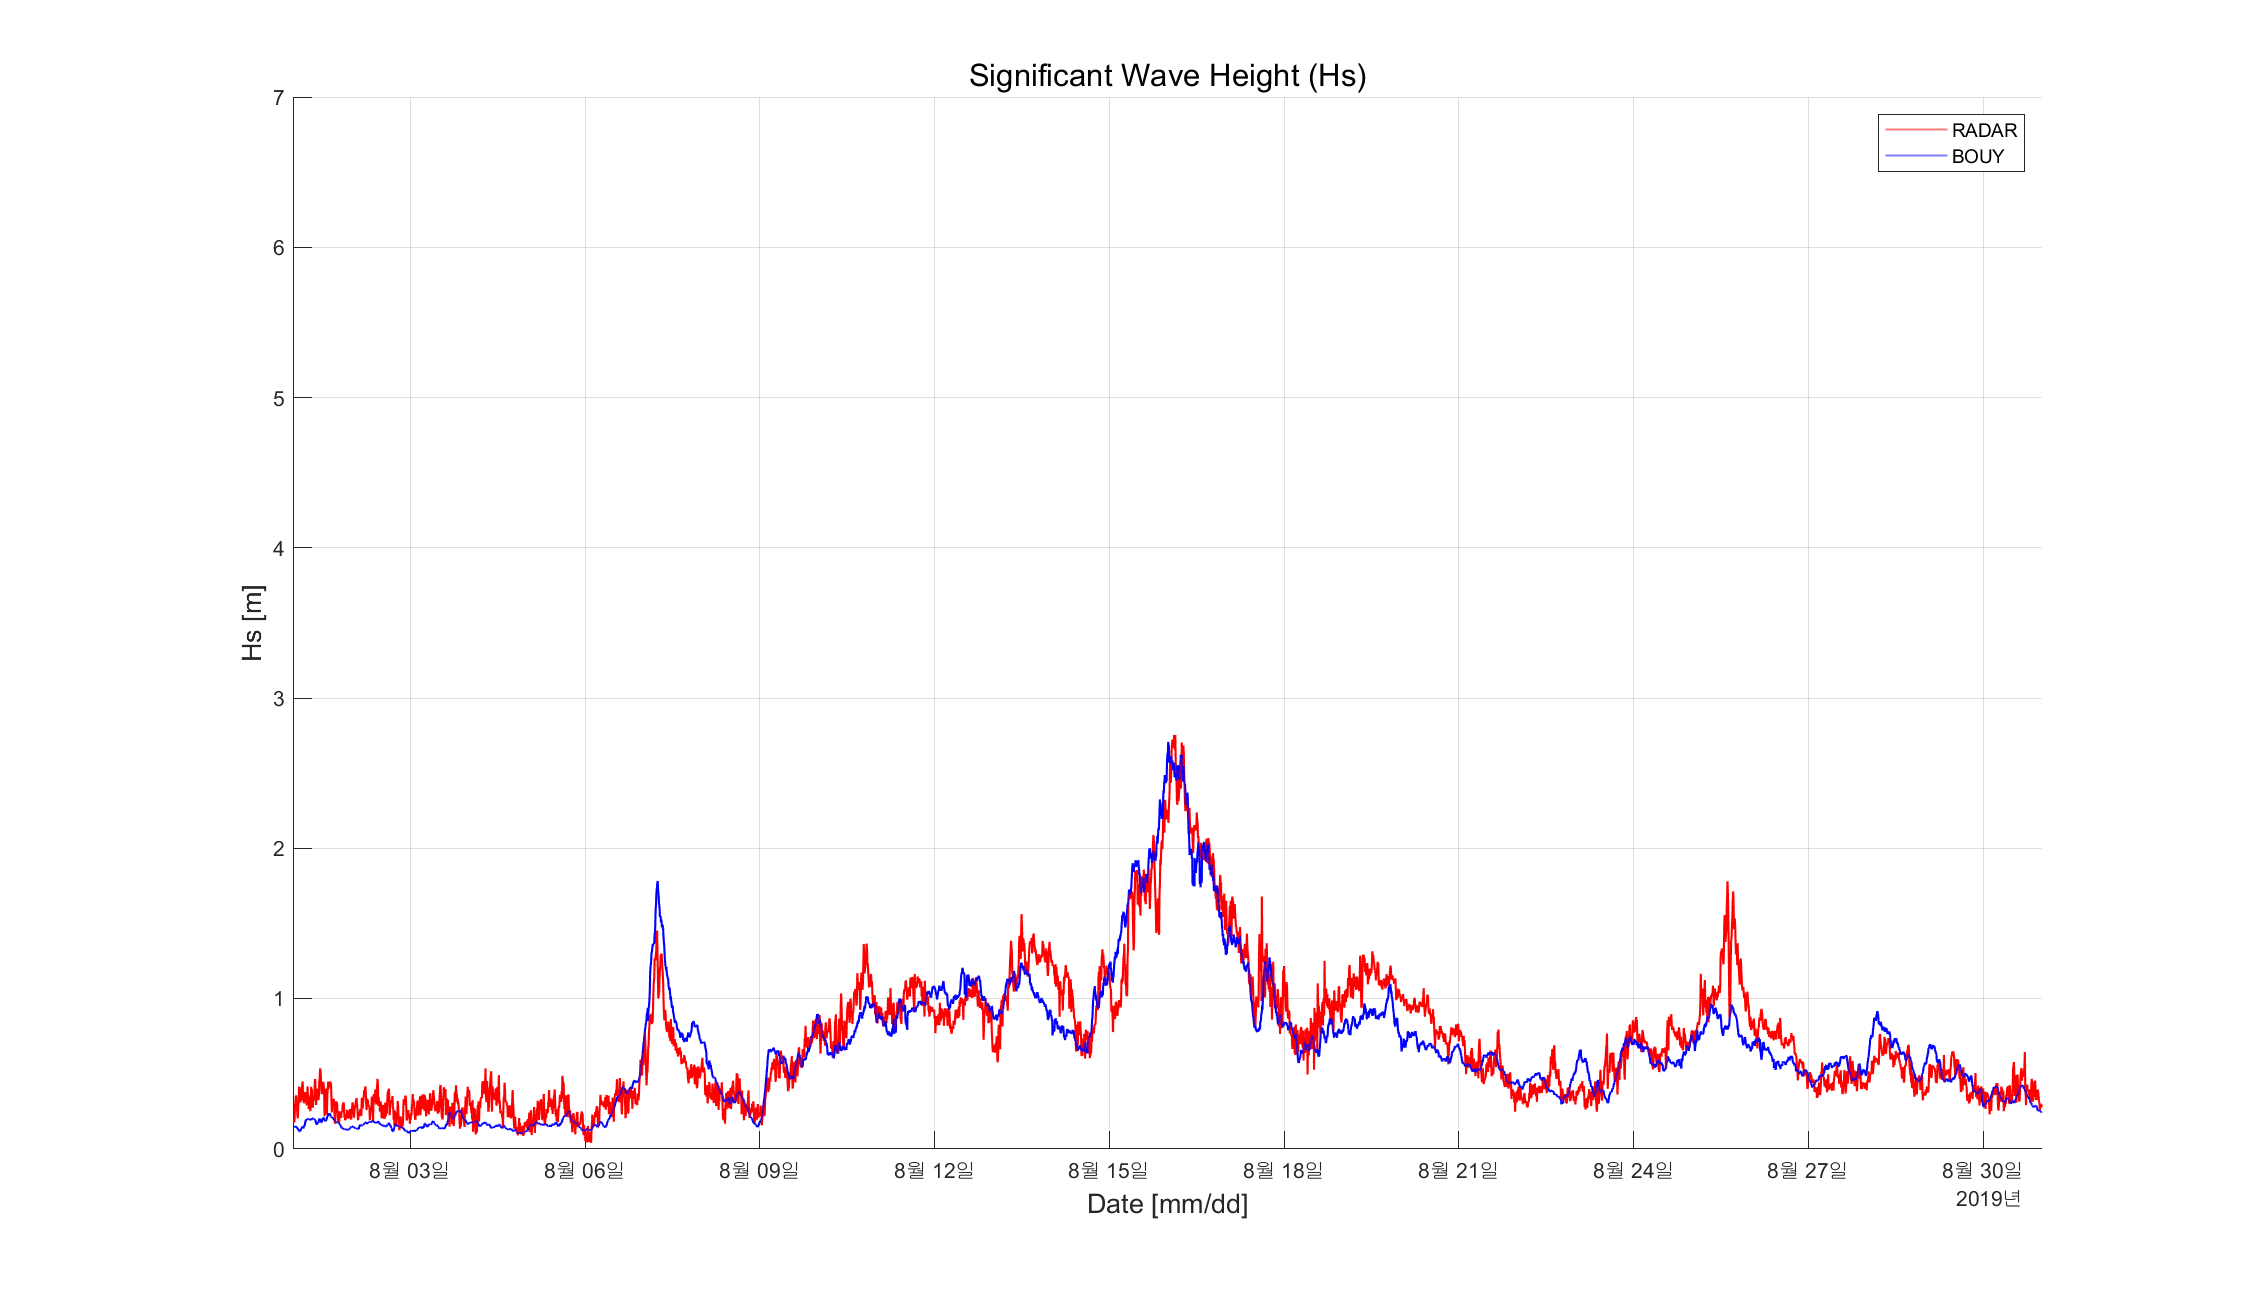 Significant Wave Height (Hs)
RADAR
BOUY
7
6
5
4
3
2
1
0
Hs [m]
8월 03일
8월 06일
8월 09일
8월 12일
8월 15일
8월 18일
8월 21일
8월 24일
8월 27일
8월 30일
2019년
Date [mm/dd]